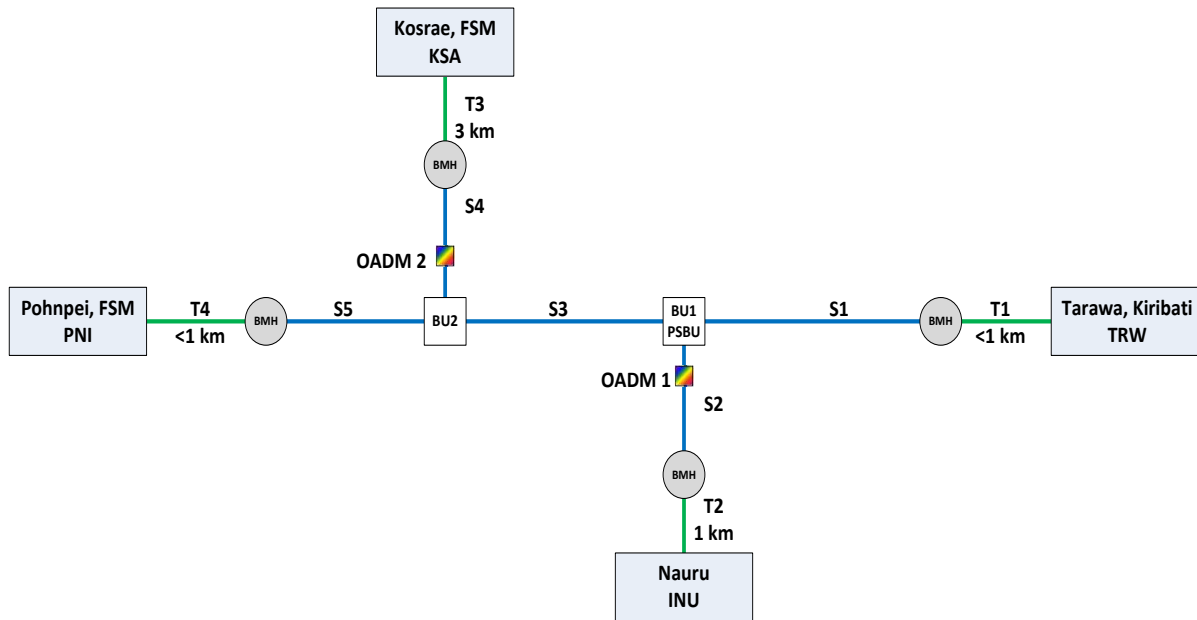 Kosrae, FSM
KSA
T3
3 km
BMH
S4
OADM 2
Pohnpei, FSM
PNI
T4
<1 km
BMH
S5
BU2
S3
BU1
PSBU
S1
BMH
T1
<1 km
Tarawa, Kiribati
TRW
OADM 1
S2
BMH
T2
1 km
Nauru
INU